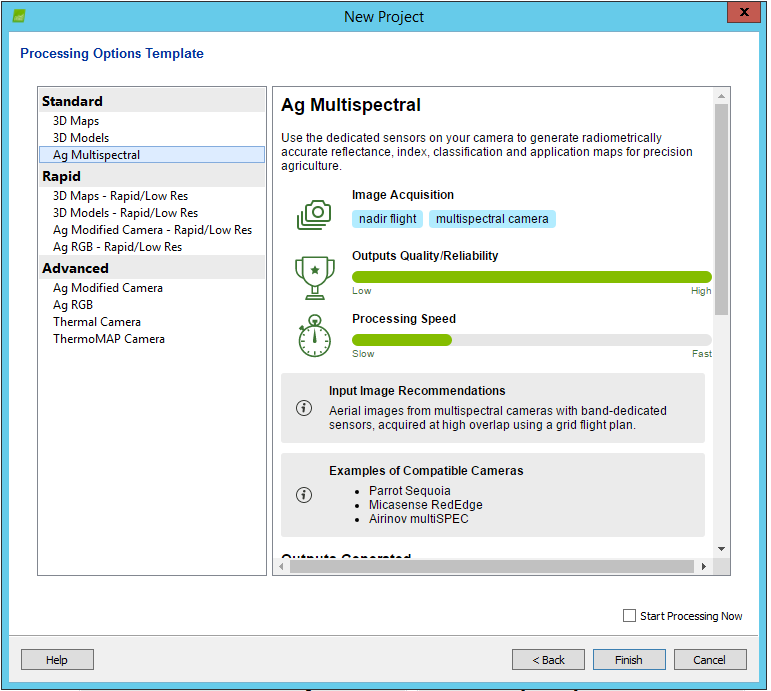 New Project
x
Processing Options Template
Standard
3D Maps
3D Models
Ag Multispectral
Rapid
3D Maps - Rapid/Low Res
3D Models - Rapid/Low Res
Ag Modified Camera - Rapid/Low Res
Ag RGB - Rapid/Low Res
Advanced
Ag Modified Camera
Ag RGB
Thermal Camera
ThermoMAP Camera
Ag Multispectral
Use the dedicated sensors on your camera to generate radiometrically
accurate reflectance, index, classification and application maps for precision
agriculture.
Image Acquisition
nadir flight multispectral camera
Outputs Quality/Reliability
Low High
Processing Speed
Slow Fast
Input Image Recommendations
Aerial images from multispectral cameras with band-dedicated
sensors, acquired at high overlap using a grid flight plan.
Examples of Compatible Cameras
• Parrot Sequoia
• Micasense RedEdge
• Airinov multiSPEC
Outputs Generated
Start Processing Now
Help < Back Finish Cancel